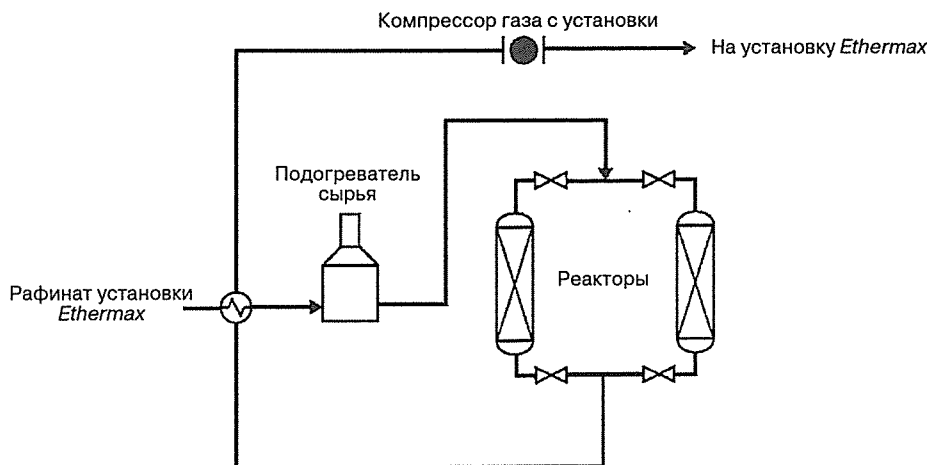 Компрессор газа с установки
На установку Ethermax
Подогреватель
сырья
Реакторы
Рафинат установки
Ethermax